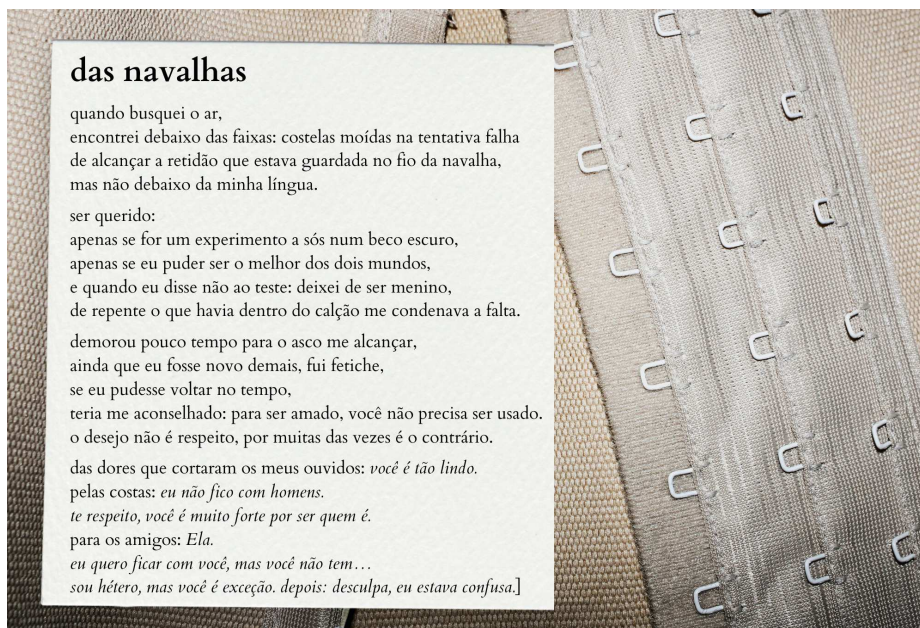 das navalhas
quando busquei o ar,
encontrei debaixo das faixas: costelas moídas na tentativa falha
de alcançar a retidão que estava guardada no fio da navalha,
mas não debaixo da minha língua.
ser querido:
apenas se for um experimento a sós num beco escuro,
apenas se eu puder ser o melhor dos dois mundos,
e quando eu disse não ao teste: deixei de ser menino,
de repente o que havia dentro do calção me condenava a falta.
demorou pouco tempo para o asco me alcançar,
ainda que eu fosse novo demais, fui fetiche,
se eu pudesse voltar no tempo,
teria me aconselhado: para ser amado, você não precisa ser usado.
o desejo não é respeito, por muitas das vezes é o contrário.
das dores que cortaram os meus ouvidos: você é tão lindo.
pelas costas: eu não fico com homens.
te respeito, você é muito forte por ser quem é.
para os amigos: Ela.
eu quero ficar com você, mas você não tem…
sou hétero, mas você é exceção. depois: desculpa, eu estava confusa.]